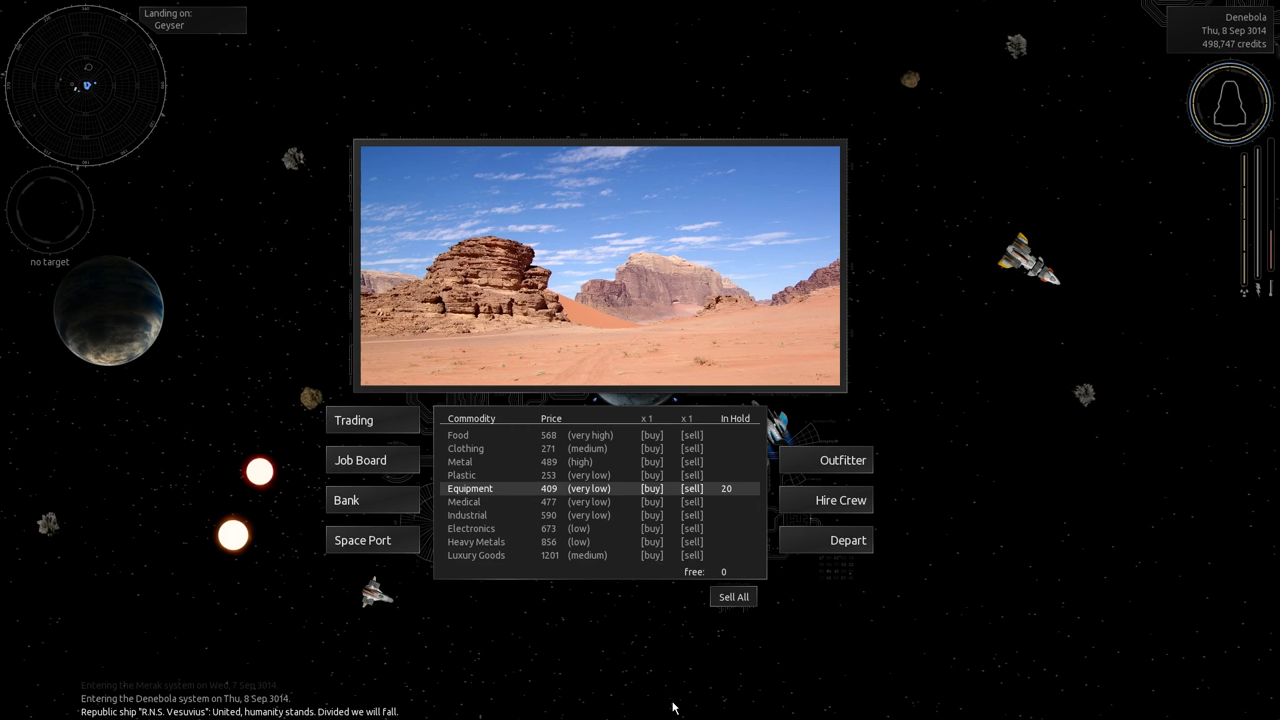 Landing on:
Geyser
Denebola
Thu, 8 Sep 3014
498,747 credits
no target
Trading
Job Board
Bank
Space Port
Commodity Price x 1 x 1 In Hold
Food 568 (very high) [buy] [sell]
Clothing 271 (medium) [buy] [sell]
Metal 489 (high) [buy] [sell]
Plastic 253 (very low) [buy] [sell]
Equipment 409 (very low) [buy] [sell] 20
Medical 477 (very low) [buy] [sell]
Industrial 590 (very low) [buy] [sell]
Electronics 673 (low) [buy] [sell]
Heavy Metals 856 (low) [buy] [sell]
Luxury Goods 1201 (medium) [buy] [sell]
free: 0
Sell All
Outfitter
Hire Crew
Depart
Entering the Merak system on Wed, 7 Sep 3014.
Entering the Denebola system on Thu, 8 Sep 3014.
Republic ship "R.N.S. Vesuvius": United, humanity stands. Divided we will fall.